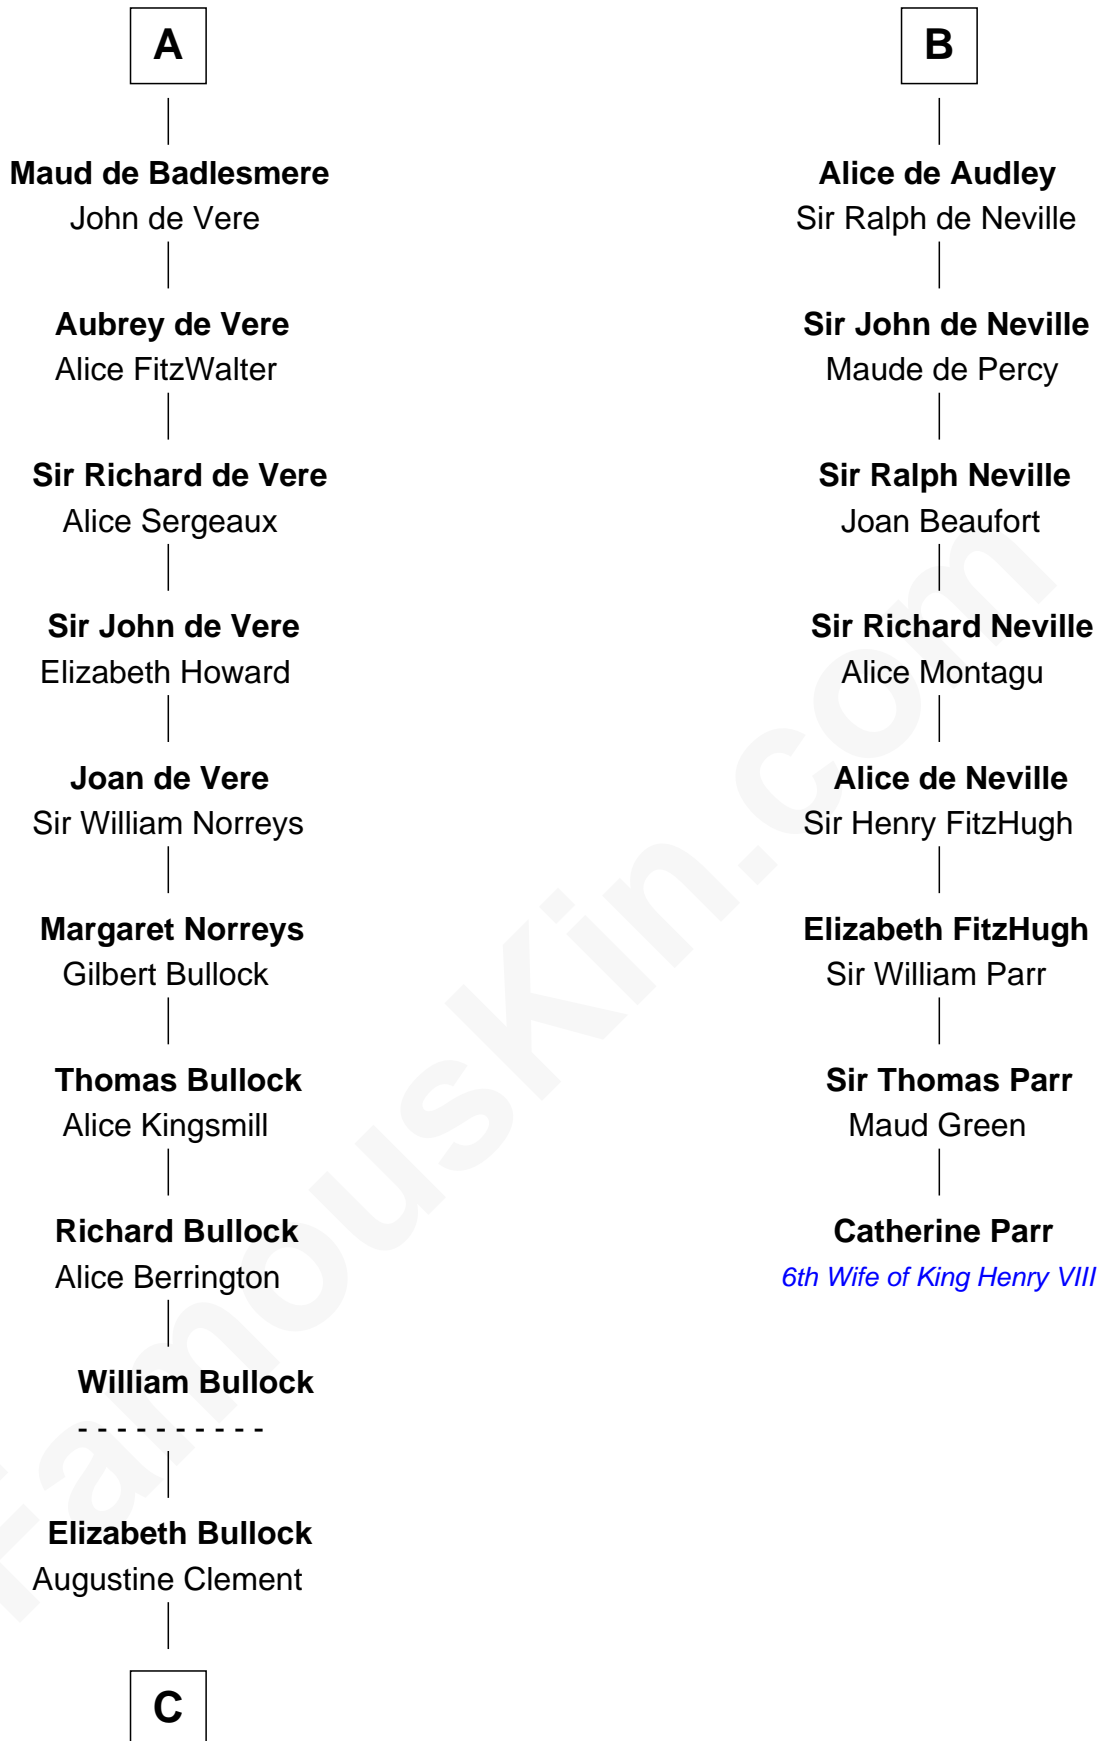 A
Maud de Badlesmere
John de Vere
Aubrey de Vere
Alice FitzWalter
Sir Richard de Vere
Alice Sergeaux
Sir John de Vere
Elizabeth Howard
Joan de Vere
Sir William Norreys
Margaret Norreys
Gilbert Bullock
Thomas Bullock
Alice Kingsmill
Richard Bullock
Alice Berrington
William Bullock
- - - - - - - - - -
Elizabeth Bullock
Augustine Clement
C
B
Alice de Audley
Sir Ralph de Neville
Sir John de Neville
Maude de Percy
Sir Ralph Neville
Joan Beaufort
Sir Richard Neville
Alice Montagu
Alice de Neville
Sir Henry FitzHugh
Elizabeth FitzHugh
Sir William Parr
Sir Thomas Parr
Maud Green
Catherine Parr
6th Wife of King Henry VIII
FamousKin.com